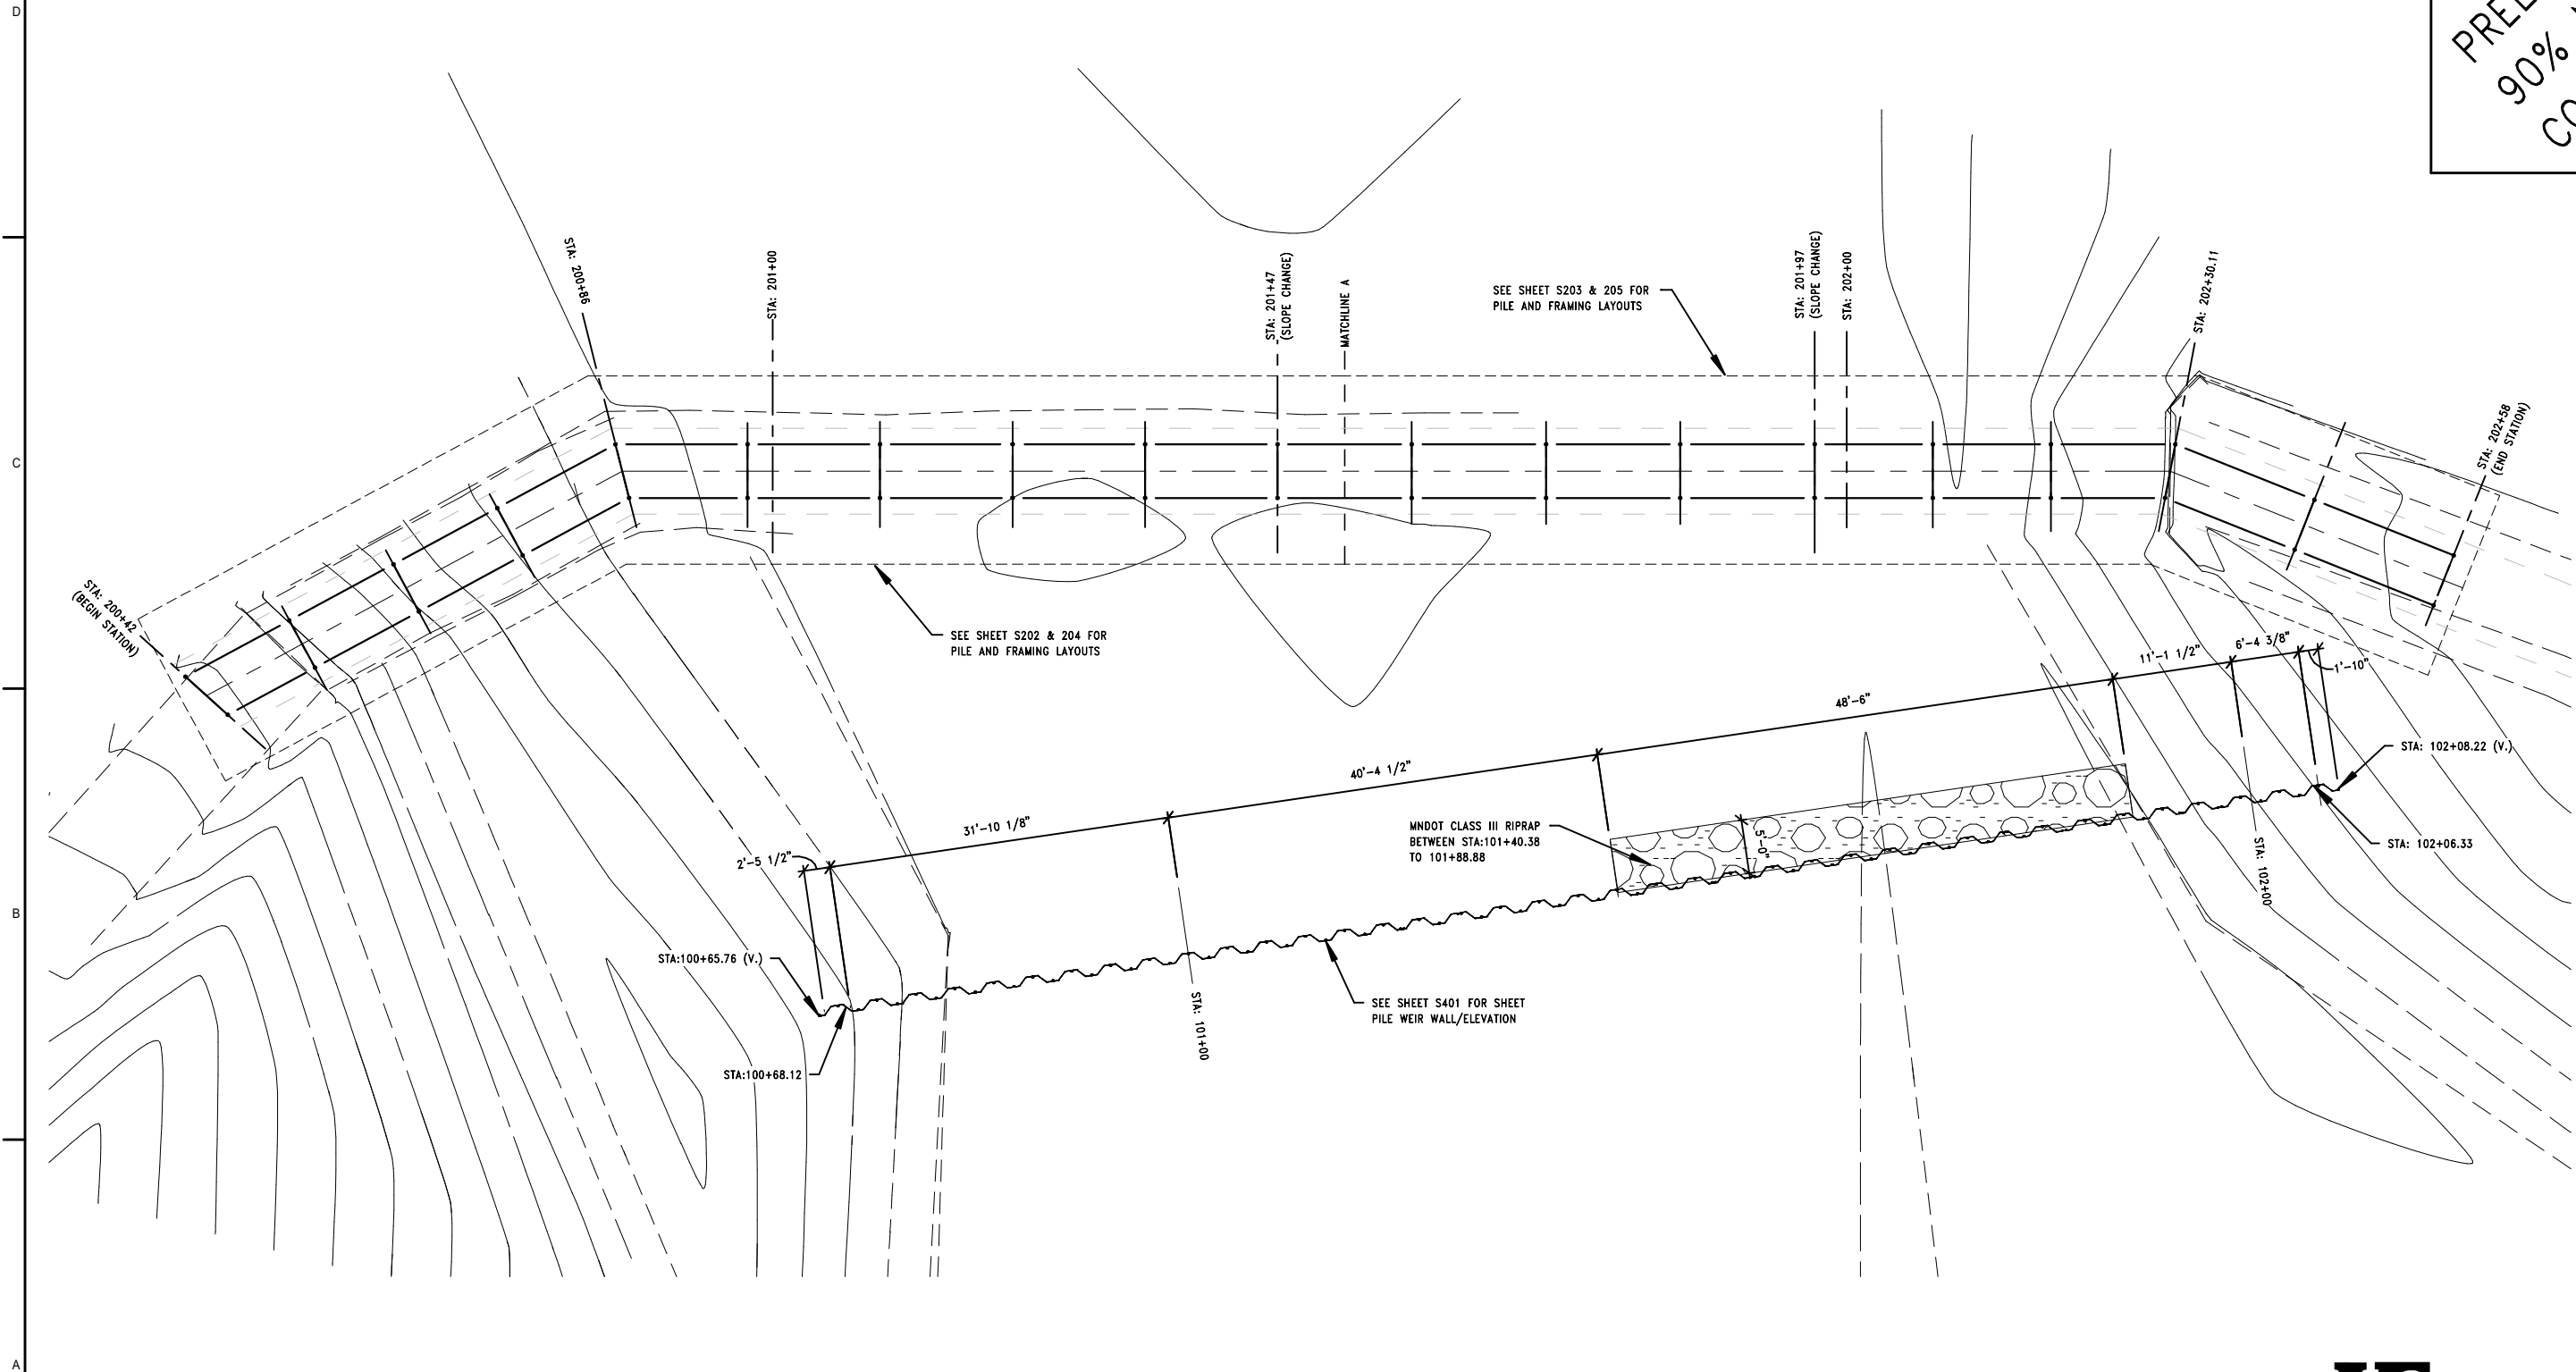 D
PREL
90%
CO
STA: 200+86
STA: 201+00
STA: 201+47
(SLOPE CHANGE)
MATCHLINE A
SEE SHEET S203 & 205 FOR
PILE AND FRAMING LAYOUTS
STA: 201+97
(SLOPE CHANGE)
STA: 202+00
STA: 202+30.11
STA: 202+58
(END STATION)
C
STA: 200+42
(BEGIN STATION)
SEE SHEET S202 & 204 FOR
PILE AND FRAMING LAYOUTS
11'-1 1/2"
6'-4 3/8"
1'-10"
48'-6"
40'-4 1/2"
31'-10 1/8"
2'-5 1/2"
STA: 102+08.22 (V.)
MNDOT CLASS III RIPRAP
BETWEEN STA:101+40.38
TO 101+88.88
5'-0"
STA: 102+06.33
STA: 102+00
B
STA:100+65.76 (V.)
SEE SHEET S401 FOR SHEET
PILE WEIR WALL/ELEVATION
STA: 101+00
STA:100+68.12
A